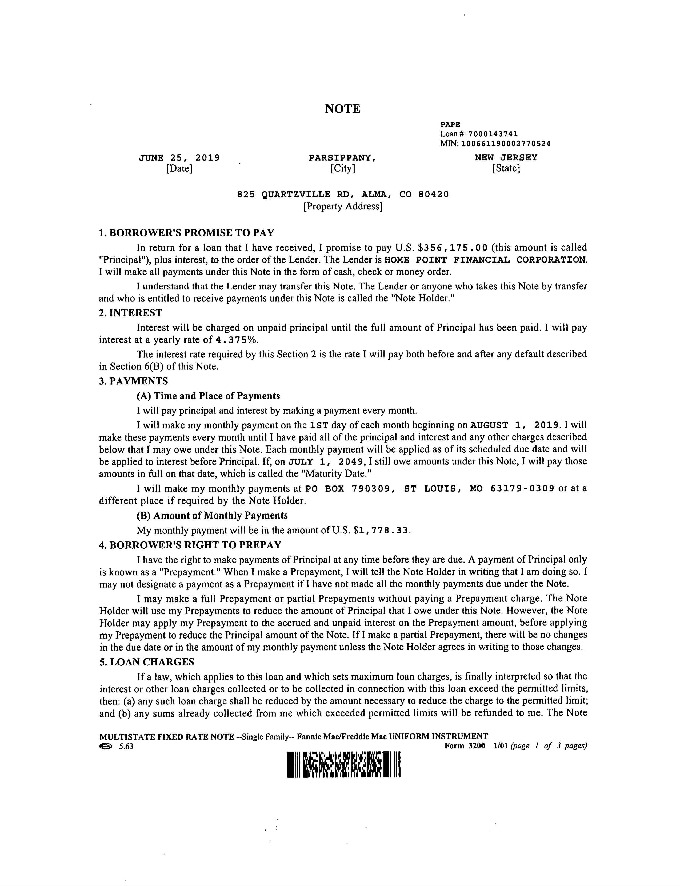 NOTE
PAPE
Loan # 7000143741
MIN: 100661190002770524
JUNE 25, 2019 PARSIPPANY, NEW JERSEY
[Date] [City] [State]
825 QUARTZVILLE RD, ALMA, CO 80420
[Property Address]
1. BORROWER'S PROMISE TO PAY
In return for a loan that I have received, I promise to pay U.S. $356,175.00 (this amount is called
"Principal"), plus interest, to the order of the Lender. The Lender is HOME POINT FINANCIAL CORPORATION.
I will make all payments under this Note in the form of cash, check or money order.
I understand that the Lender may transfer this Note. The Lender or anyone who takes this Note by transfer
and who is entitled to receive payments under this Note is called the "Note Holder."
2. INTEREST
Interest will be charged on unpaid principal until the full amount of Principal has been paid. I will pay
interest at a yearly rate of 4.375%.
The interest rate required by this Section 2 is the rate I will pay both before and after any default described
in Section 6(B) of this Note.
3. PAYMENTS
(A) Time and Place of Payments
I will pay principal and interest by making a payment every month.
I will make my monthly payment on the 1ST day of each month beginning on AUGUST 1, 2019. I will
make these payments every month until I have paid all of the principal and interest and any other charges described
below that I may owe under this Note. Each monthly payment will be applied as of its scheduled due date and will
be applied to interest before Principal. If, on JULY 1, 2049, I still owe amounts under this Note, I will pay those
amounts in full on that date, which is called the "Maturity Date."
I will make my monthly payments at PO BOX 790309, ST LOUIS, MO 63179-0309 or at a
different place if required by the Note Holder.
(B) Amount of Monthly Payments
My monthly payment will be in the amount of U.S. $1,778.33.
4. BORROWER'S RIGHT TO PREPAY
I have the right to make payments of Principal at any time before they are due. A payment of Principal only
is known as a "Prepayment." When I make a Prepayment, I will tell the Note Holder in writing that I am doing so. I
may not designate a payment as a Prepayment if I have not made all the monthly payments due under the Note.
I may make a full Prepayment or partial Prepayments without paying a Prepayment charge. The Note
Holder will use my Prepayments to reduce the amount of Principal that I owe under this Note. However, the Note
Holder may apply my Prepayment to the accrued and unpaid interest on the Prepayment amount, before applying
my Prepayment to reduce the Principal amount of the Note. If I make a partial Prepayment, there will be no changes
in the due date or in the amount of my monthly payment unless the Note Holder agrees in writing to those changes.
5. LOAN CHARGES
If a law, which applies to this loan and which sets maximum loan charges, is finally interpreted so that the
interest or other loan charges collected or to be collected in connection with this loan exceed the permitted limits,
then: (a) any such loan charge shall be reduced by the amount necessary to reduce the charge to the permitted limit;
and (b) any sums already collected from me which exceeded permitted limits will be refunded to me. The Note
MULTISTATE FIXED RATE NOTE --Single Family-- Fannie Mae/Freddie Mac UNIFORM INSTRUMENT
5.63 Form 3200 1/01 (page 1 of 3 pages)